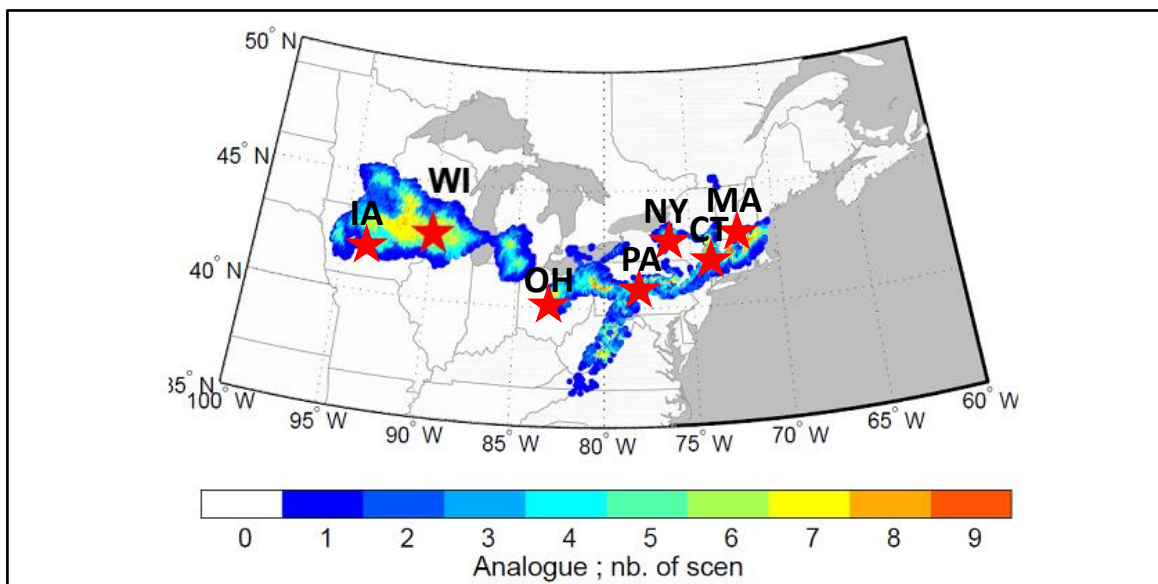 50° N
45° N
40° N
35° N
WI
IA
NY
MA
CT
PA
OH
100° W
95° W
90° W
85° W
80° W
75° W
70° W
65° W
60° W
0 1 2 3 4 5 6 7 8 9
Analogue ; nb. of scen